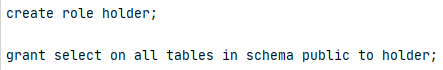 create role holder;
grant select on all tables in schema public to holder;